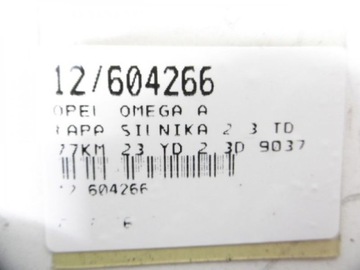 12/604266
OPEL OMEGA A
ŁAPA SILNIKA 2 3 TD
77KM 23 YD 2 3D 9037
12 604266